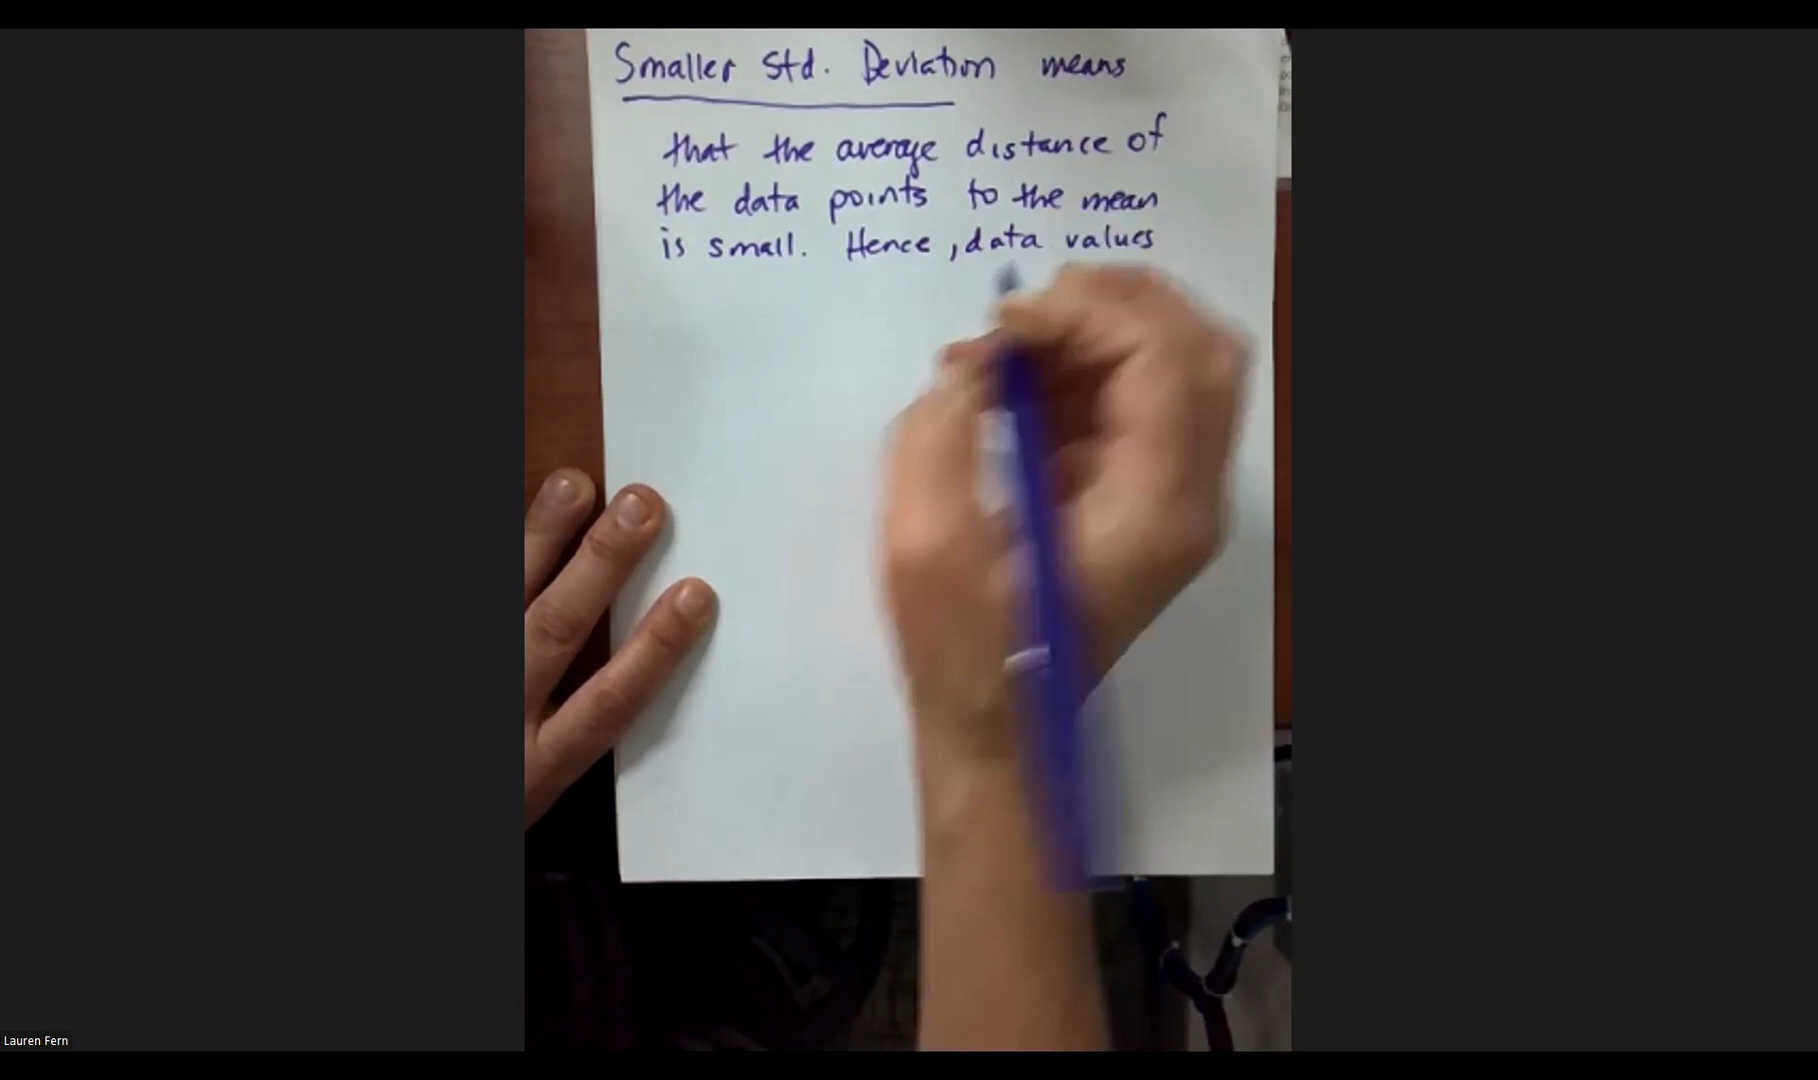 Smaller Std. Deviation means
that the average distance of
the data points to the mean
is small. Hence, data values
Lauren Fern